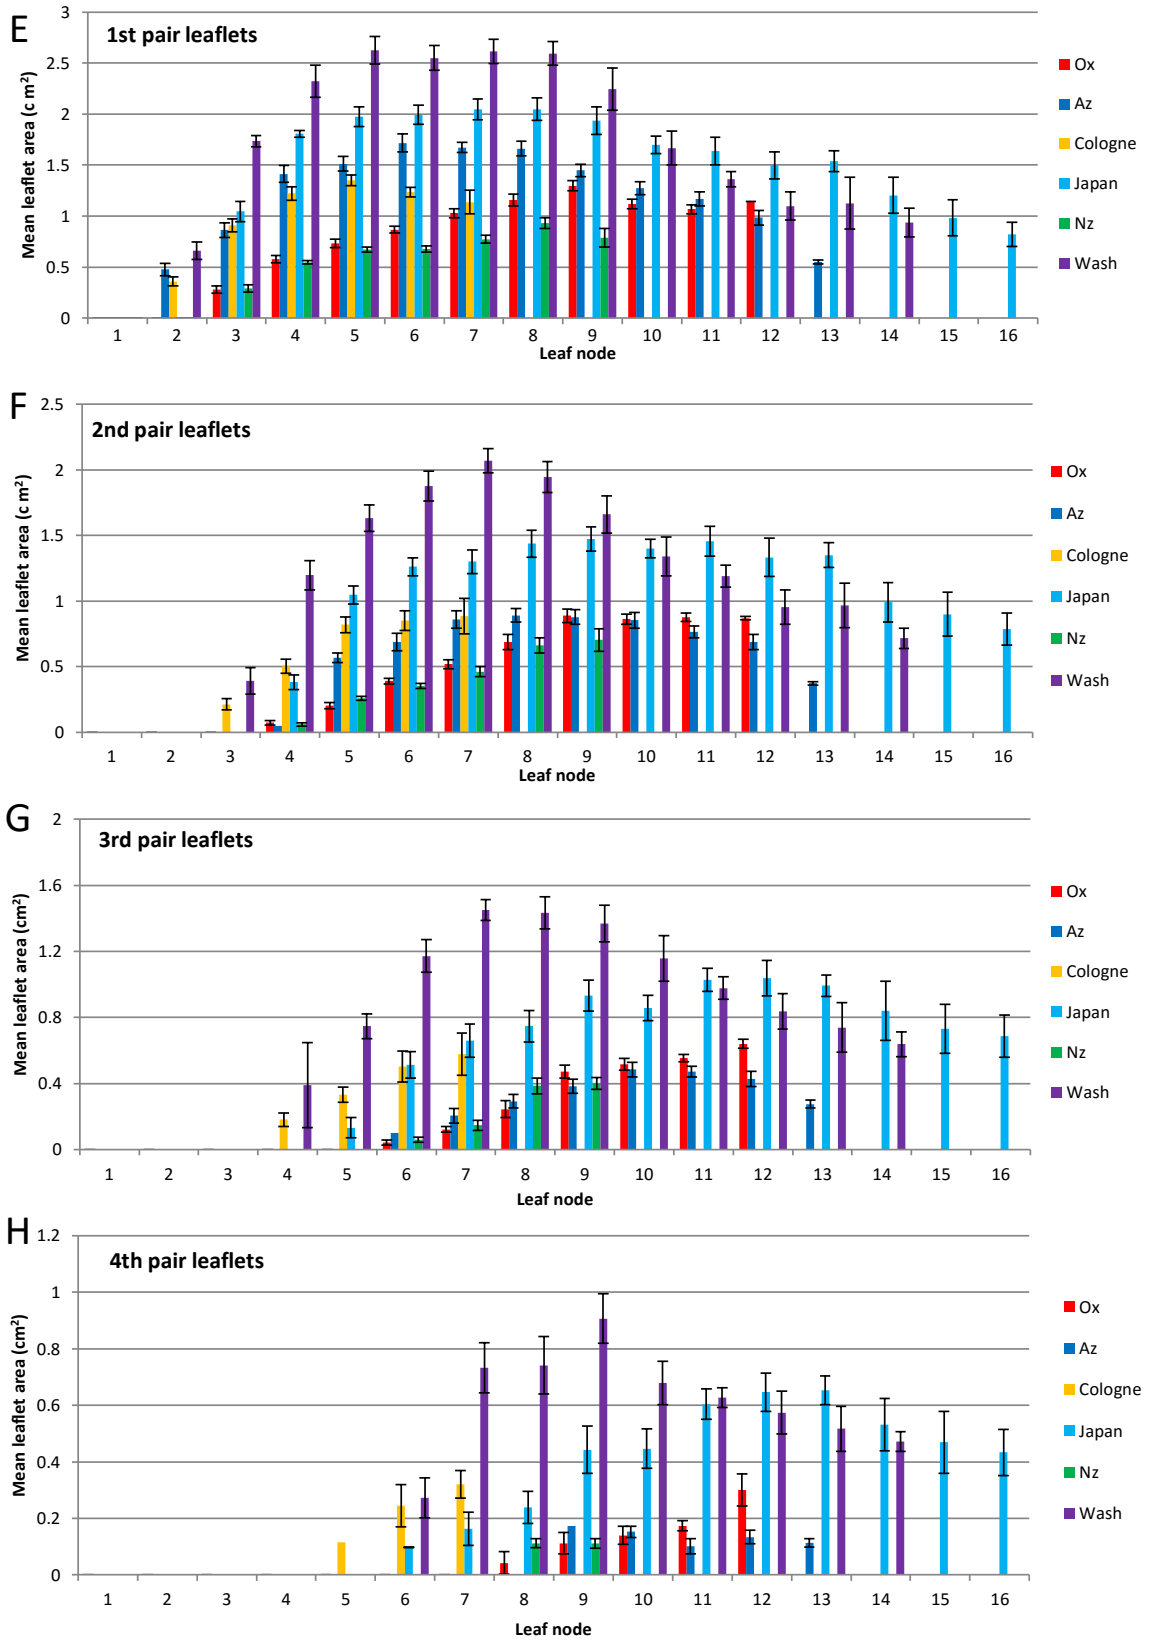 E
1st pair leaflets
Mean leaflet area (c m²)
3
2.5
2
1.5
1
0.5
0
1 2 3 4 5 6 7 8 9 10 11 12 13 14 15 16
Leaf node
Ox
Az
Cologne
Japan
Nz
Wash
F
2nd pair leaflets
Mean leaflet area (c m²)
2.5
2
1.5
1
0.5
0
1 2 3 4 5 6 7 8 9 10 11 12 13 14 15 16
Leaf node
Ox
Az
Cologne
Japan
Nz
Wash
G
3rd pair leaflets
Mean leaflet area (cm²)
2
1.6
1.2
0.8
0.4
0
1 2 3 4 5 6 7 8 9 10 11 12 13 14 15 16
Leaf node
Ox
Az
Cologne
Japan
Nz
Wash
H
4th pair leaflets
Mean leaflet area (cm²)
1.2
1
0.8
0.6
0.4
0.2
0
1 2 3 4 5 6 7 8 9 10 11 12 13 14 15 16
Leaf node
Ox
Az
Cologne
Japan
Nz
Wash